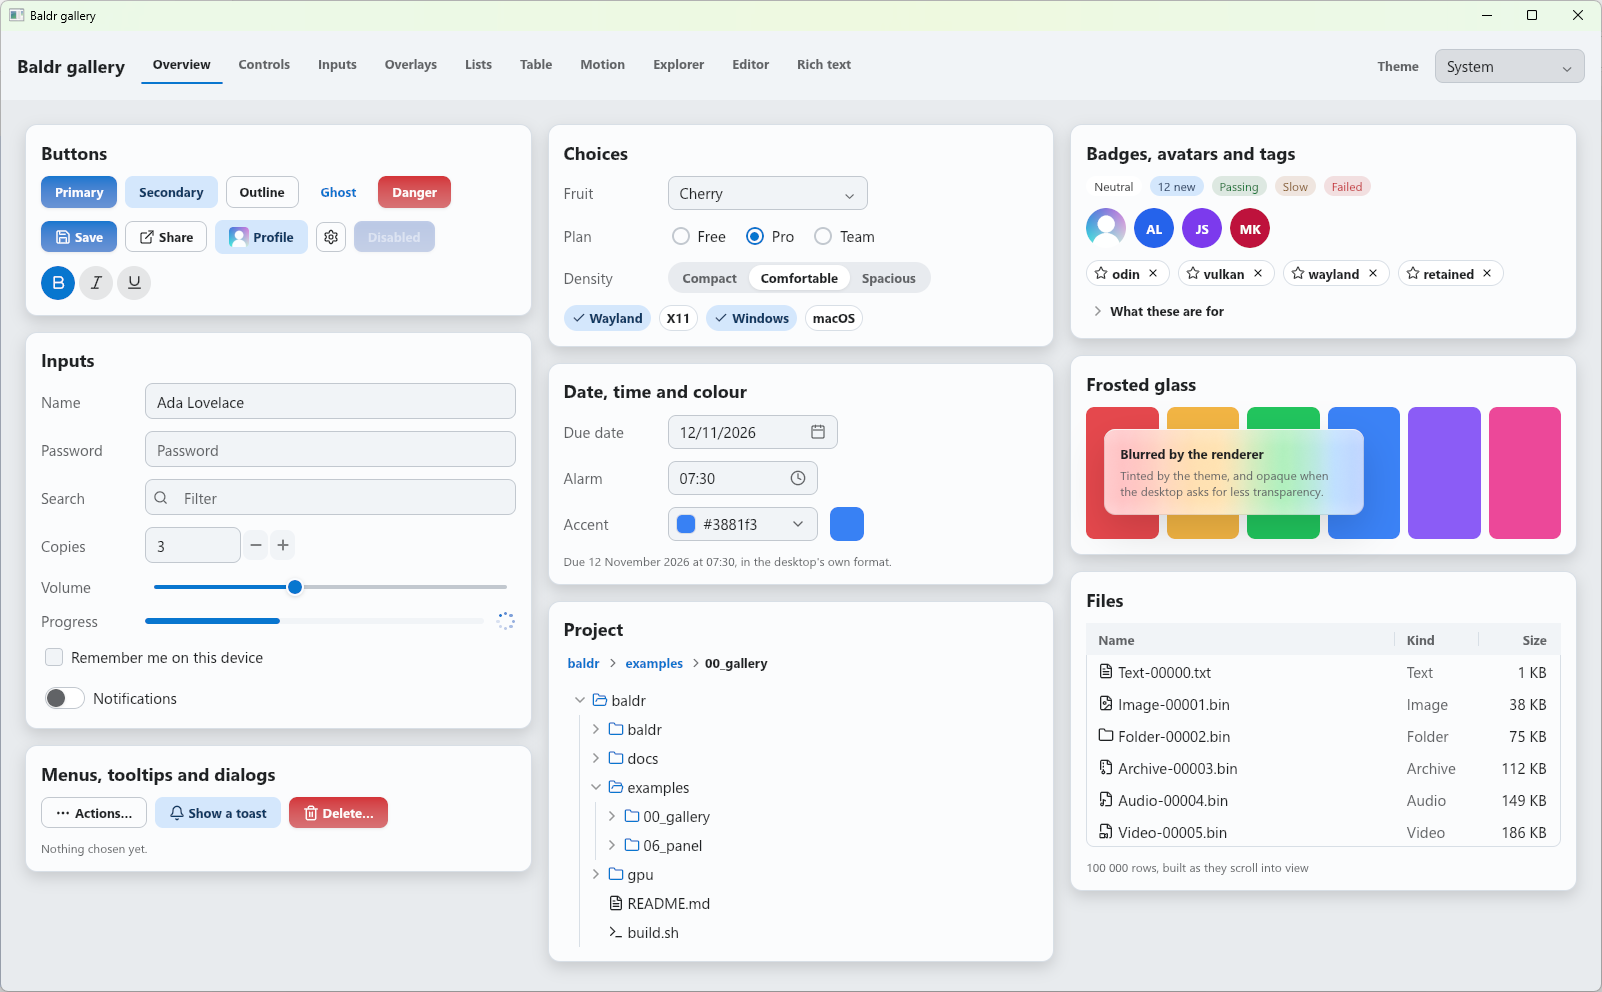 Baldr gallery
Baldr gallery Overview Controls Inputs Overlays Lists Table Motion Explorer Editor Rich text Theme System
Buttons
Primary Secondary Outline Ghost Danger
Save Share Profile Disabled
B I U
Inputs
Name Ada Lovelace
Password Password
Search Filter
Copies 3
Volume
Progress
Remember me on this device
Notifications
Menus, tooltips and dialogs
Actions... Show a toast Delete...
Nothing chosen yet.
Choices
Fruit Cherry
Plan Free Pro Team
Density Compact Comfortable Spacious
Wayland X11 Windows macOS
Date, time and colour
Due date 12/11/2026
Alarm 07:30
Accent #3881f3
Due 12 November 2026 at 07:30, in the desktop's own format.
Project
baldr > examples > 00_gallery
baldr
baldr
docs
examples
00_gallery
06_panel
gpu
README.md
build.sh
Badges, avatars and tags
Neutral 12 new Passing Slow Failed
AL JS MK
odin vulkan wayland retained
What these are for
Frosted glass
Blurred by the renderer
Tinted by the theme, and opaque when
the desktop asks for less transparency.
Files
Name Kind Size
Text-00000.txt Text 1 KB
Image-00001.bin Image 38 KB
Folder-00002.bin Folder 75 KB
Archive-00003.bin Archive 112 KB
Audio-00004.bin Audio 149 KB
Video-00005.bin Video 186 KB
100 000 rows, built as they scroll into view